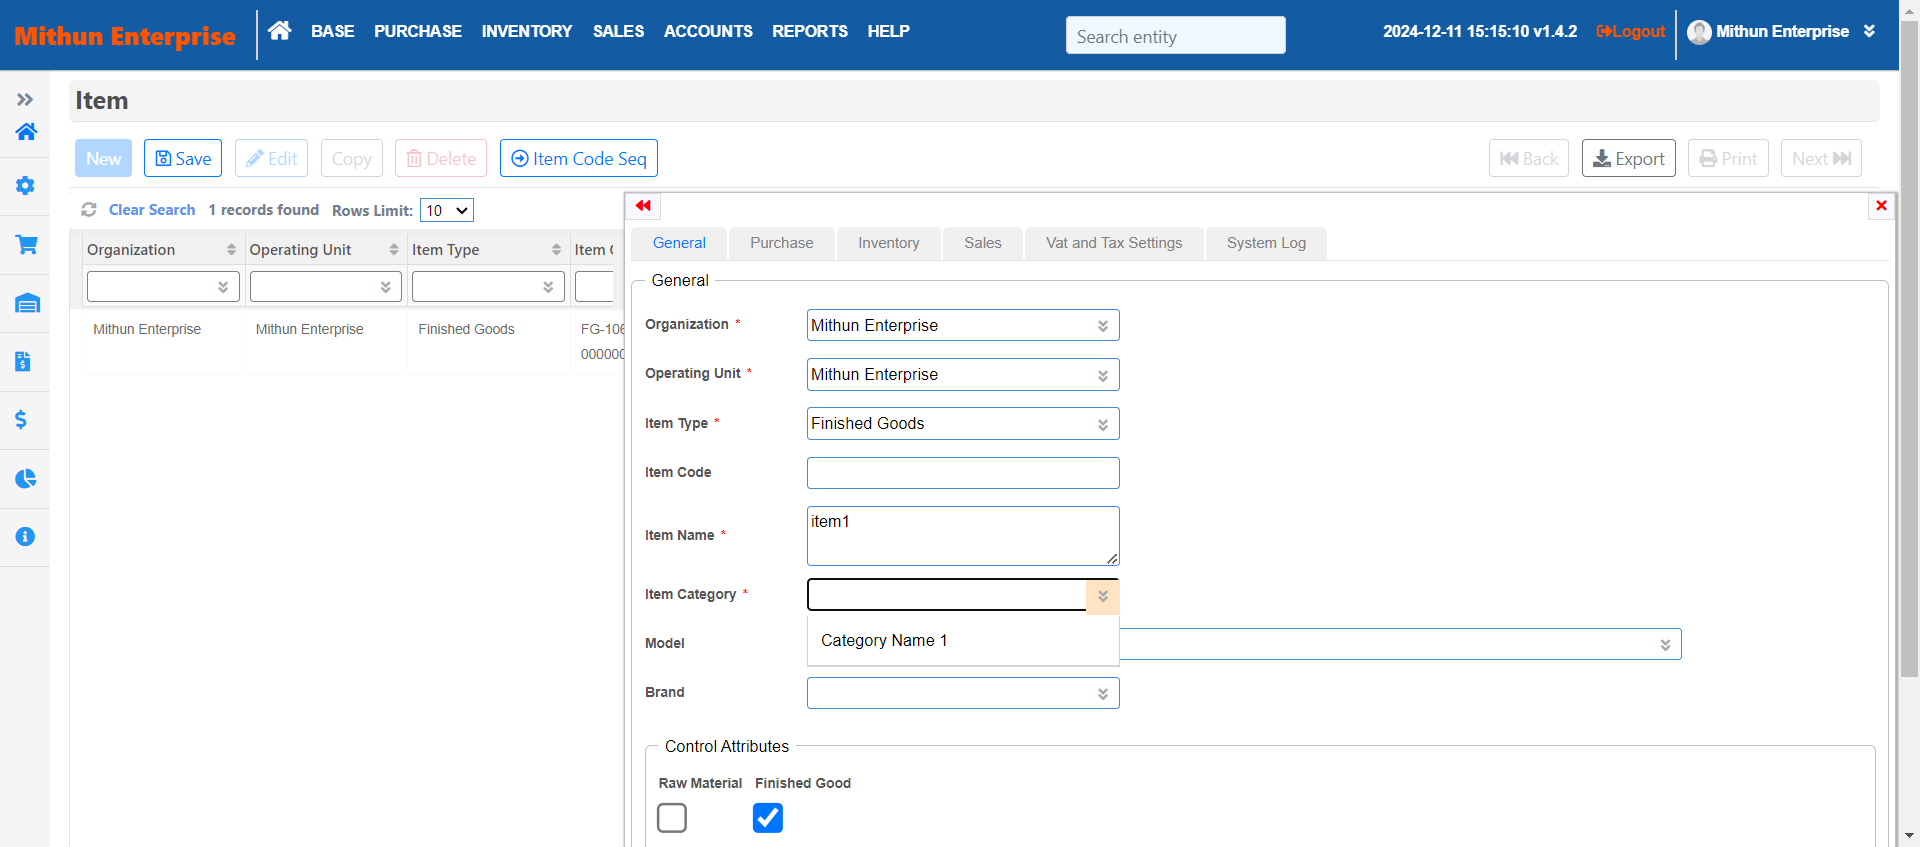 Mithun Enterprise
BASE PURCHASE INVENTORY SALES ACCOUNTS REPORTS HELP
Search entity
2024-12-11 15:15:10 v1.4.2
Logout
Mithun Enterprise
Item
New Save Edit Copy Delete Item Code Seq
Back Export Print Next
Clear Search 1 records found Rows Limit: 10
Organization Operating Unit Item Type Item C
Mithun Enterprise Mithun Enterprise Finished Goods FG-106
000000
General Purchase Inventory Sales Vat and Tax Settings System Log
General
Organization * Mithun Enterprise
Operating Unit * Mithun Enterprise
Item Type * Finished Goods
Item Code
Item Name * item1
Item Category *
Category Name 1
Model
Brand
Control Attributes
Raw Material Finished Good